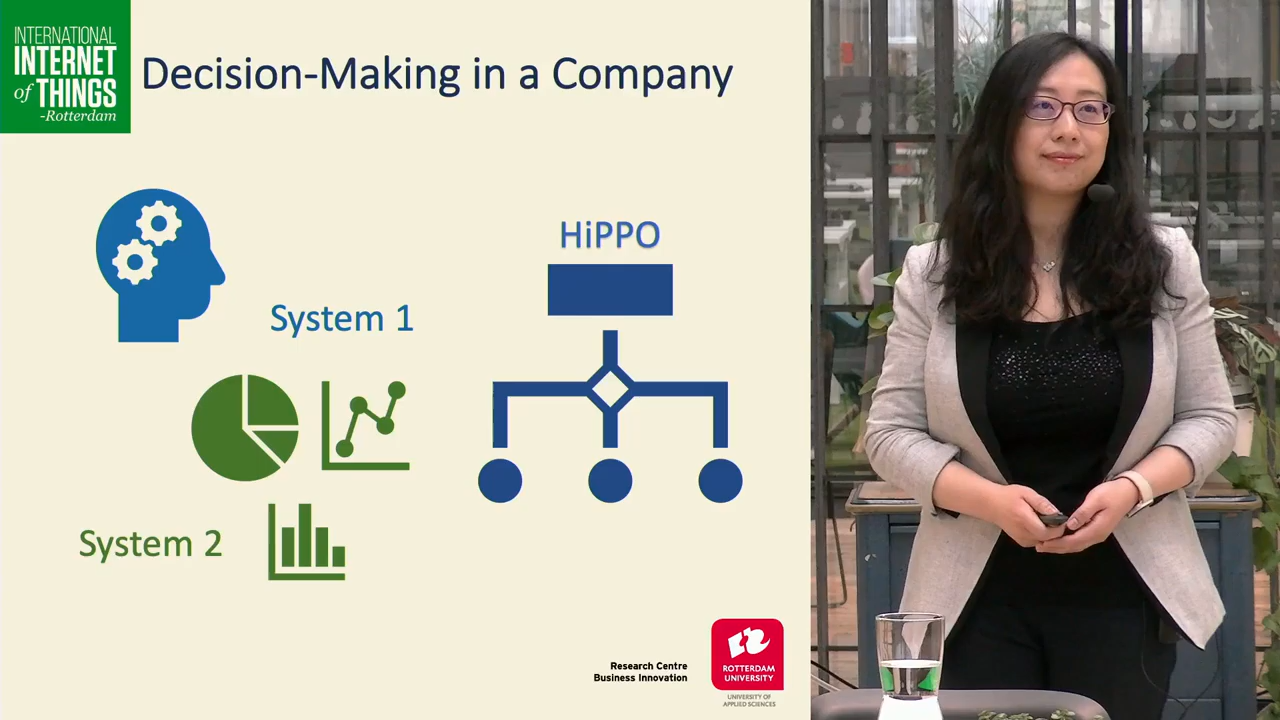 INTERNATIONAL
INTERNET
of THINGS
-Rotterdam
Decision-Making in a Company
HiPPO
System 1
System 2
Research Centre
Business Innovation
ROTTERDAM
UNIVERSITY
UNIVERSITY OF
APPLIED SCIENCES